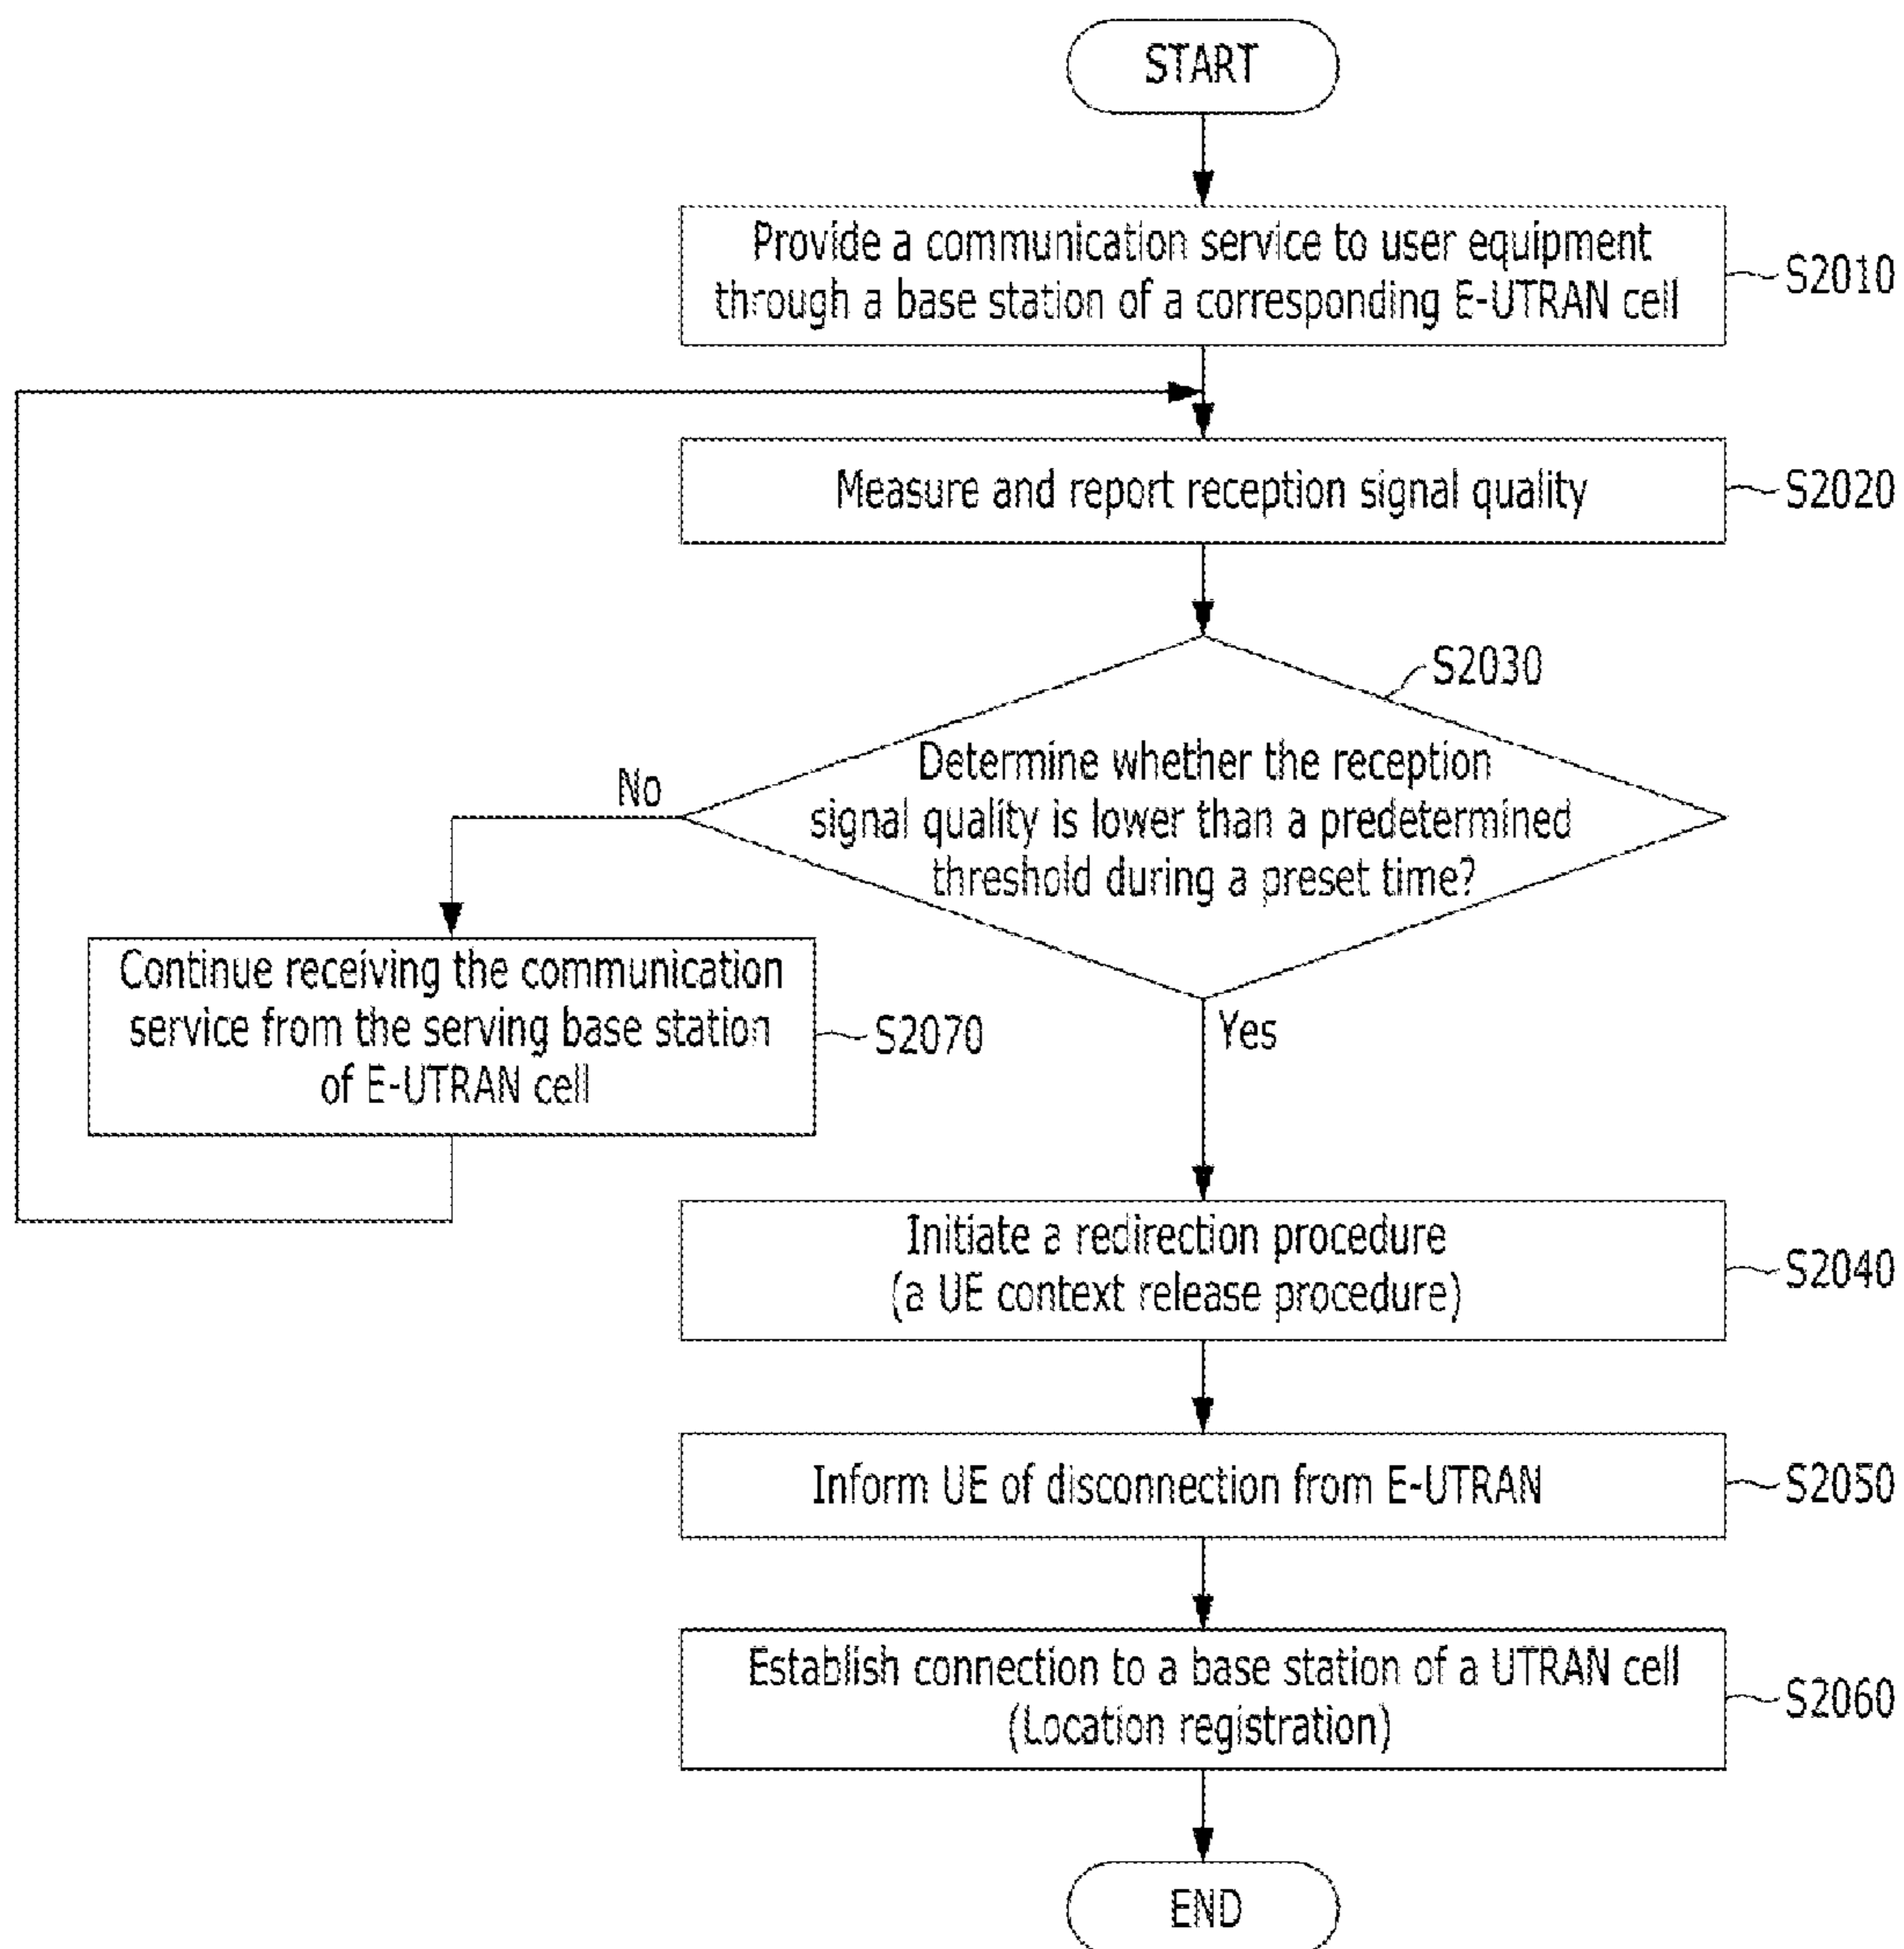 START
Provide a communication service to user equipment
through a base station of a corresponding E-UTRAN cell
S2010
Measure and report reception signal quality
S2020
S2030
Determine whether the reception
signal quality is lower than a predetermined
threshold during a preset time?
No
Yes
Continue receiving the communication
service from the serving base station
of E-UTRAN cell
S2070
Initiate a redirection procedure
(a UE context release procedure)
S2040
Inform UE of disconnection from E-UTRAN
S2050
Establish connection to a base station of a UTRAN cell
(Location registration)
S2060
END